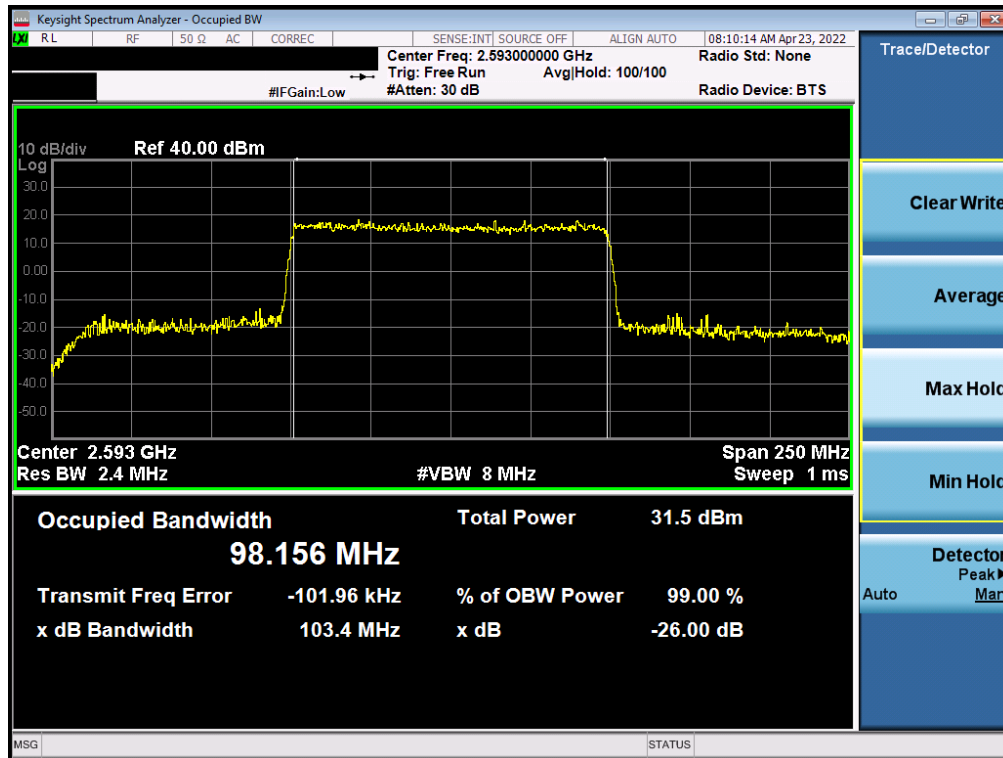 Keysight Spectrum Analyzer - Occupied BW
LXI RL RF 50 Ω AC CORREC SENSE:INT SOURCE OFF ALIGN AUTO 08:10:14 AM Apr 23, 2022
Center Freq: 2.593000000 GHz Radio Std: None
Trig: Free Run Avg|Hold: 100/100
#IFGain:Low #Atten: 30 dB Radio Device: BTS
Trace/Detector
10 dB/div Ref 40.00 dBm
Log
30.0
20.0
10.0
0.00
-10.0
-20.0
-30.0
-40.0
-50.0
Center 2.593 GHz Span 250 MHz
Res BW 2.4 MHz #VBW 8 MHz Sweep 1 ms
Occupied Bandwidth Total Power 31.5 dBm
98.156 MHz
Transmit Freq Error -101.96 kHz % of OBW Power 99.00 %
x dB Bandwidth 103.4 MHz x dB -26.00 dB
Clear Write
Average
Max Hold
Min Hold
Detector
Peak
Auto Man
MSG STATUS